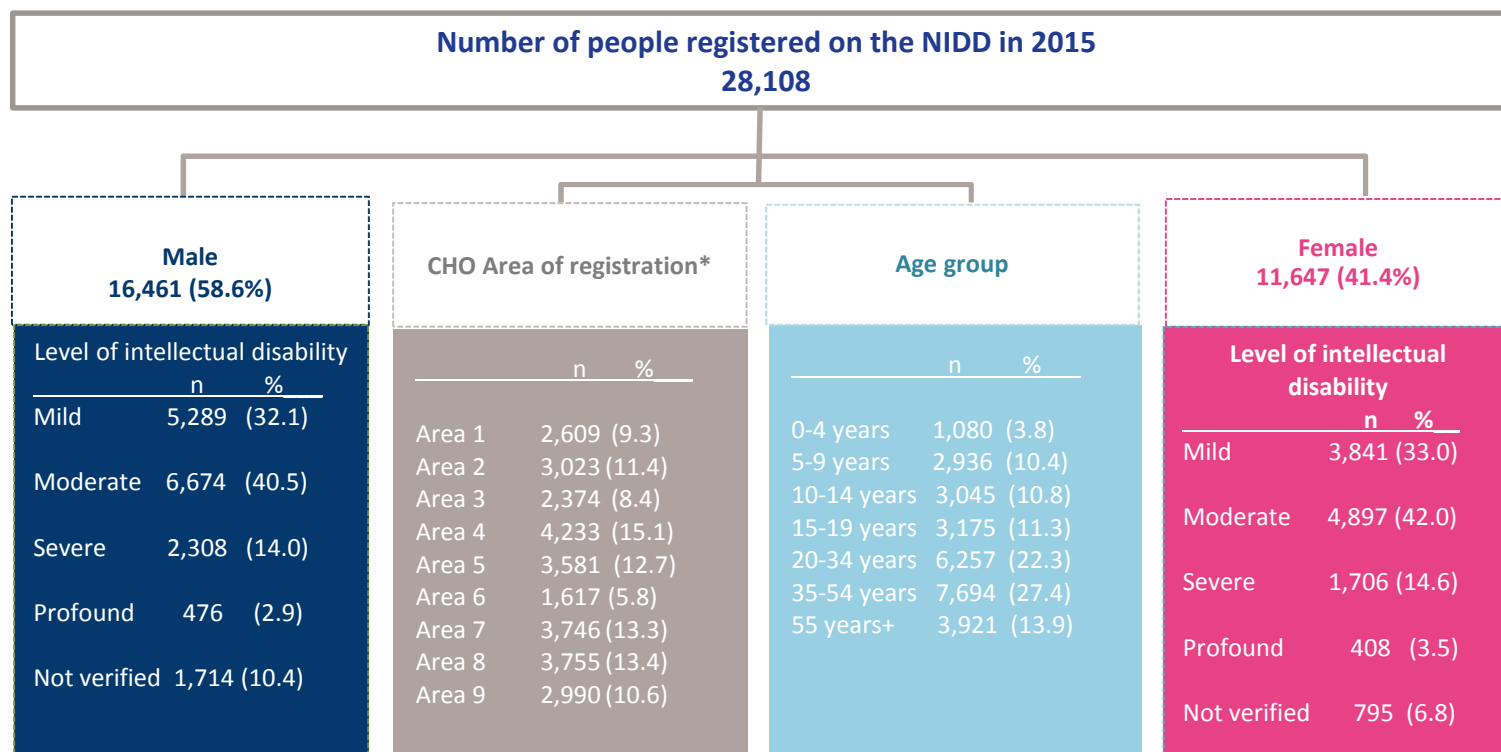 Number of people registered on the NIDD in 2015
28,108
Male
16,461 (58.6%)
Level of intellectual disability
n %
Mild 5,289 (32.1)
Moderate 6,674 (40.5)
Severe 2,308 (14.0)
Profound 476 (2.9)
Not verified 1,714 (10.4)
CHO Area of registration*
n %
Area 1 2,609 (9.3)
Area 2 3,023 (11.4)
Area 3 2,374 (8.4)
Area 4 4,233 (15.1)
Area 5 3,581 (12.7)
Area 6 1,617 (5.8)
Area 7 3,746 (13.3)
Area 8 3,755 (13.4)
Area 9 2,990 (10.6)
Age group
n %
0-4 years 1,080 (3.8)
5-9 years 2,936 (10.4)
10-14 years 3,045 (10.8)
15-19 years 3,175 (11.3)
20-34 years 6,257 (22.3)
35-54 years 7,694 (27.4)
55 years+ 3,921 (13.9)
Female
11,647 (41.4%)
Level of intellectual
disability
n %
Mild 3,841 (33.0)
Moderate 4,897 (42.0)
Severe 1,706 (14.6)
Profound 408 (3.5)
Not verified 795 (6.8)